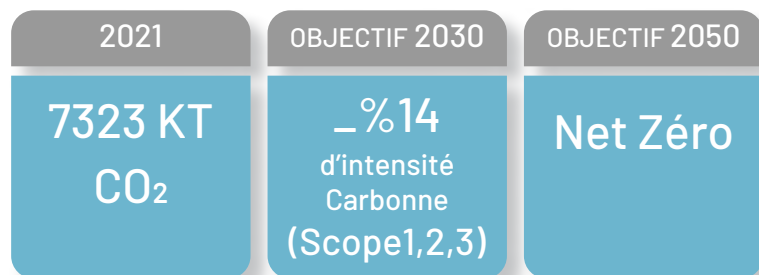 2021
7323 KT
CO₂
OBJECTIF 2030
_%14
d'intensité
Carbonne
(Scope1,2,3)
OBJECTIF 2050
Net Zéro